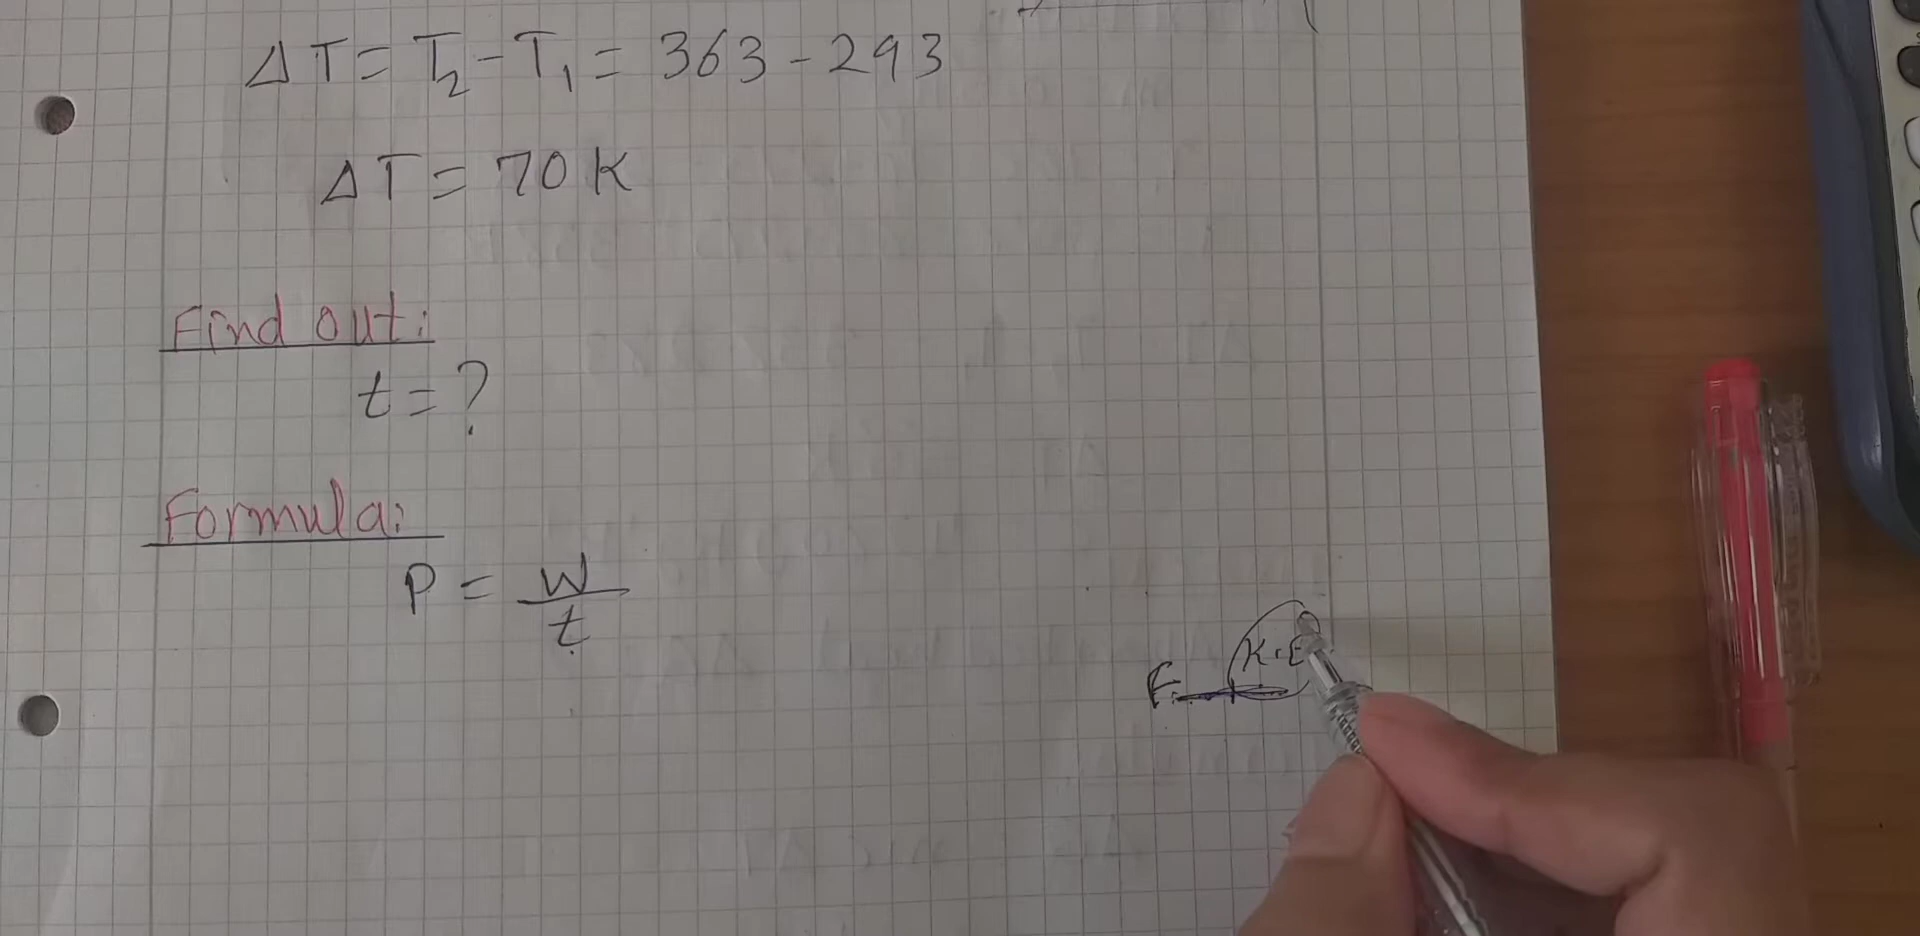 ΔT = T₂ - T₁ = 363 - 293
ΔT = 70 K
Find out:
t = ?
Formula:
P = W/t
K.E
F